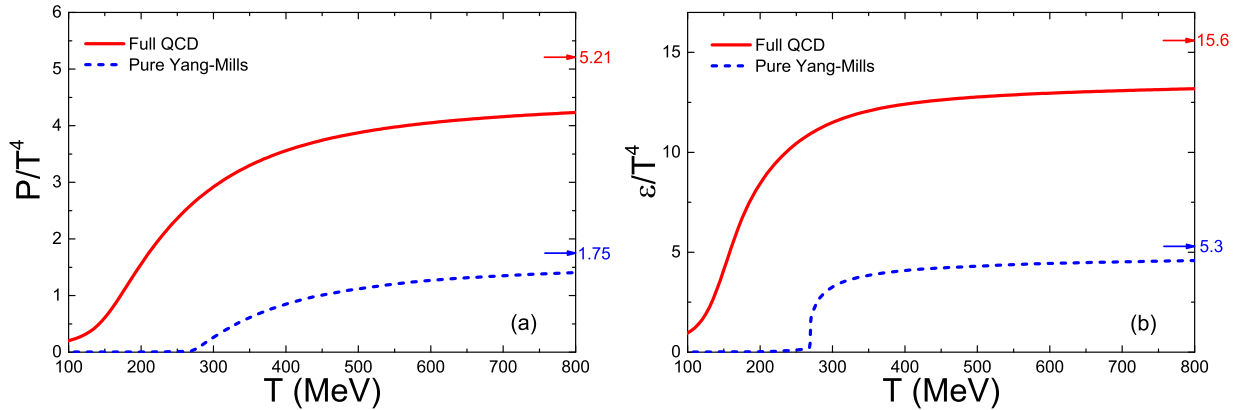 6
5
4
3
2
1
0
P/T⁴
Full QCD
Pure Yang-Mills
5.21
1.75
(a)
100 200 300 400 500 600 700 800
T (MeV)
15
10
5
0
ε/T⁴
Full QCD
Pure Yang-Mills
15.6
5.3
(b)
100 200 300 400 500 600 700 800
T (MeV)